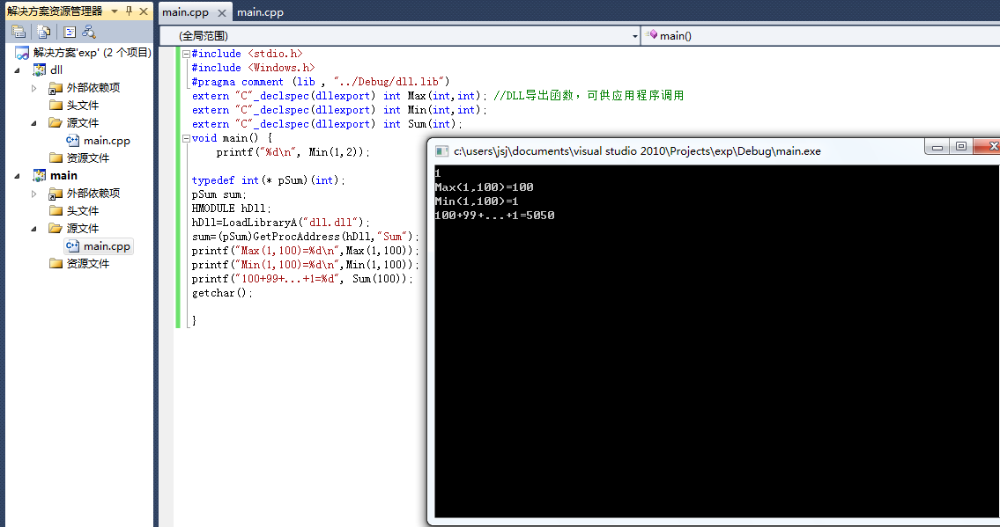 解决方案资源管理器
main.cpp
main.cpp
(全局范围)
main()
解决方案'exp' (2 个项目)
dll
外部依赖项
头文件
源文件
main.cpp
资源文件
main
外部依赖项
头文件
源文件
main.cpp
资源文件
#include <stdio.h>
#include <Windows.h>
#pragma comment (lib , "../Debug/dll.lib")
extern "C"_declspec(dllexport) int Max(int,int); //DLL导出函数，可供应用程序调用
extern "C"_declspec(dllexport) int Min(int,int);
extern "C"_declspec(dllexport) int Sum(int);
void main() {
printf("%d\n", Min(1,2));
typedef int(* pSum)(int);
pSum sum;
HMODULE hDll;
hDll=LoadLibraryA("dll.dll");
sum=(pSum)GetProcAddress(hDll,"Sum");
printf("Max(1,100)=%d\n",Max(1,100));
printf("Min(1,100)=%d\n",Min(1,100));
printf("100+99+...+1=%d", Sum(100));
getchar();
}
c:\users\jsj\documents\visual studio 2010\Projects\exp\Debug\main.exe
1
Max(1,100)=100
Min(1,100)=1
100+99+...+1=5050